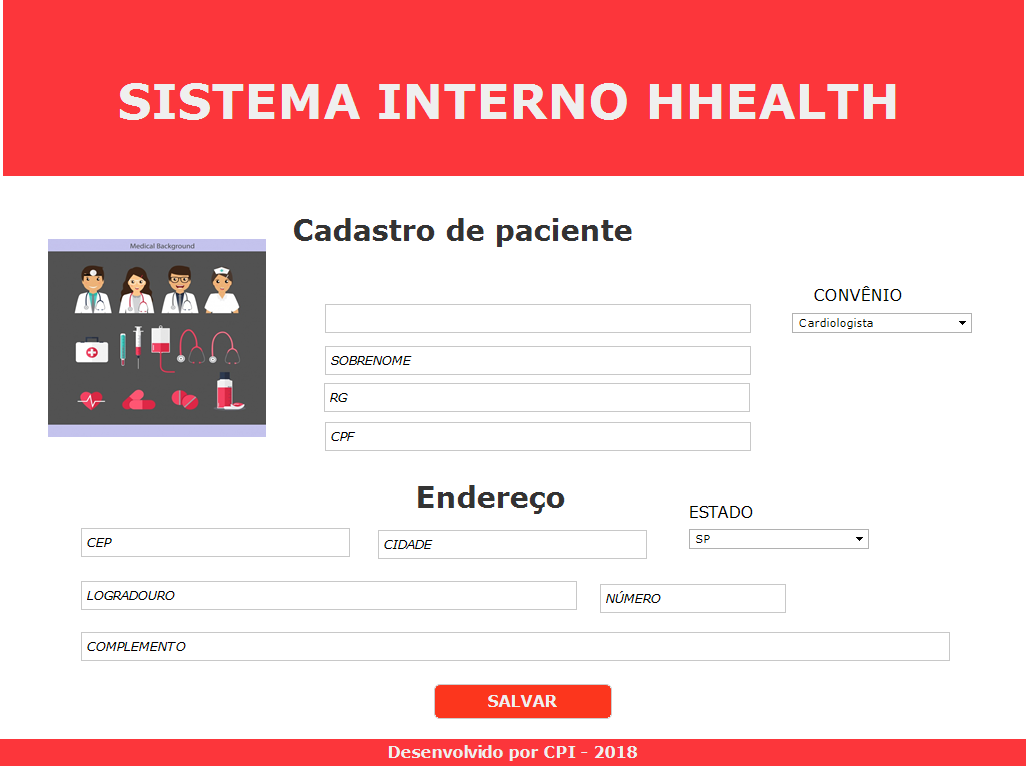 SISTEMA INTERNO HHEALTH
Cadastro de paciente
Medical Background
CONVÊNIO
Cardiologista
SOBRENOME
RG
CPF
Endereço
ESTADO
CEP
CIDADE
SP
LOGRADOURO
NÚMERO
COMPLEMENTO
SALVAR
Desenvolvido por CPI - 2018